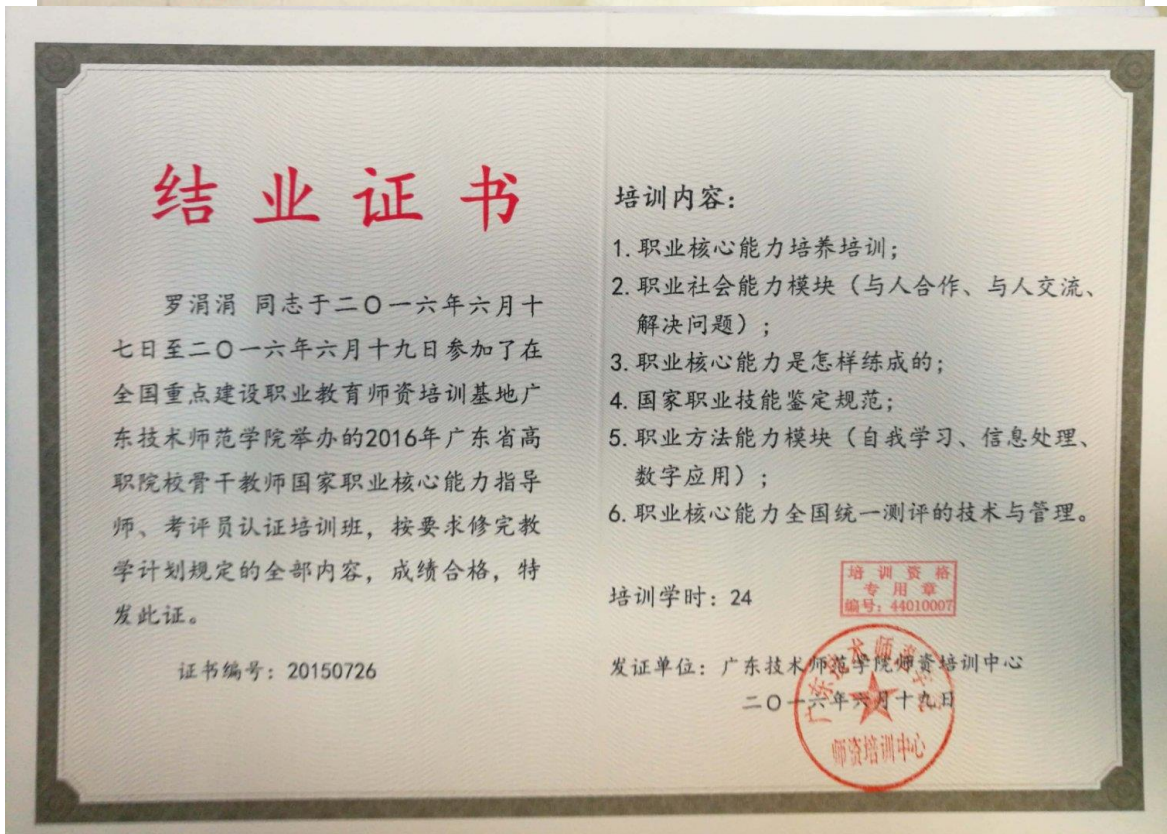 结业证书
罗涓涓 同志于二〇一六年六月十
七日至二〇一六年六月十九日参加了在
全国重点建设职业教育师资培训基地广
东技术师范学院举办的2016年广东省高
职院校骨干教师国家职业核心能力指导
师、考评员认证培训班，按要求修完教
学计划规定的全部内容，成绩合格，特
发此证。
证书编号：20150726
培训内容：
1.职业核心能力培养培训；
2.职业社会能力模块（与人合作、与人交流、
解决问题）；
3.职业核心能力是怎样练成的；
4.国家职业技能鉴定规范；
5.职业方法能力模块（自我学习、信息处理、
数字应用）；
6.职业核心能力全国统一测评的技术与管理。
培训学时：24
培训资格
专用章
编号：44010007
发证单位：广东技术师范学院师资培训中心
二〇一六年六月十九日
广东技术师范学院
师资培训中心